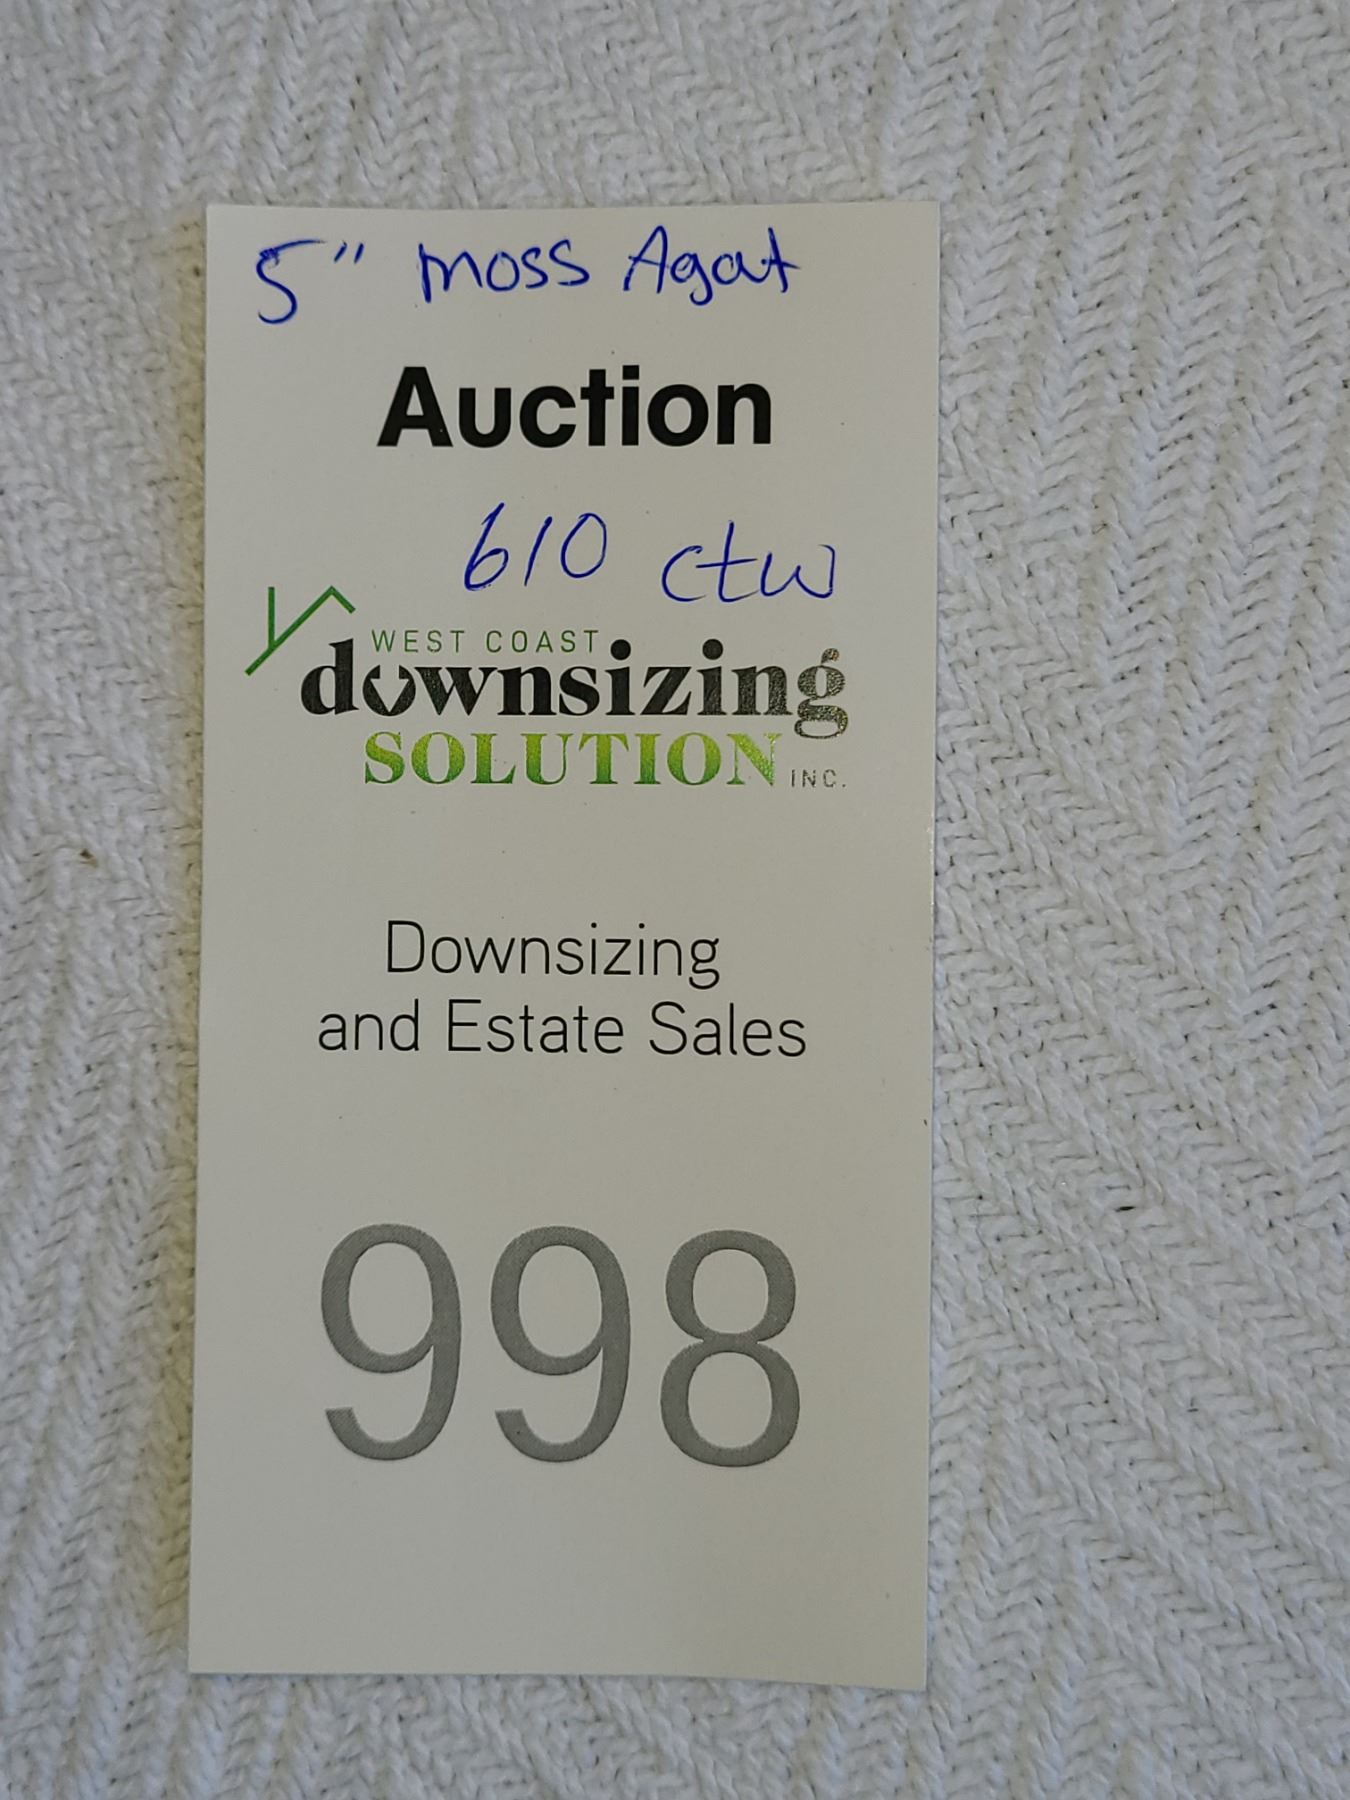 5" moss Agat
Auction
610 ctw
WEST COAST
downsizing
SOLUTION INC.
Downsizing
and Estate Sales
998